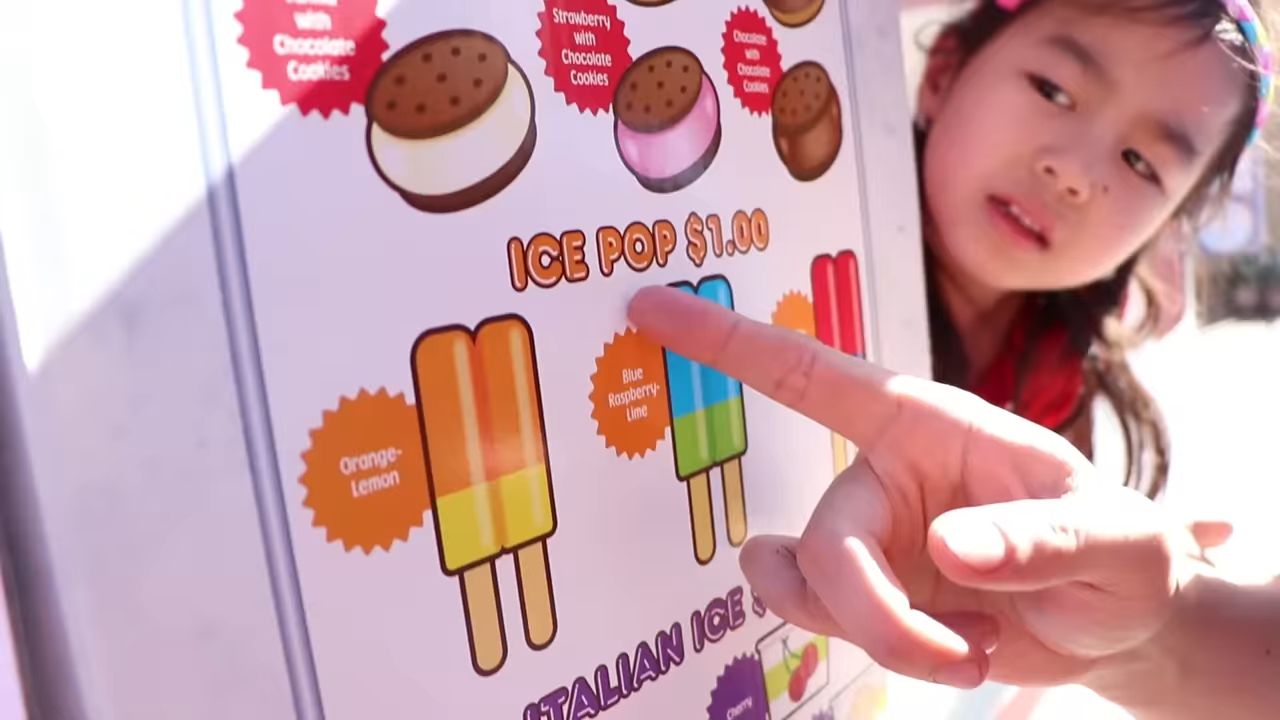 with
Chocolate
Cookies
Strawberry
with
Chocolate
Cookies
Chocolate
with
Chocolate
Cookies
ICE POP $1.00
Orange-
Lemon
Blue
Raspberry-
Lime
ITALIAN ICE $
Cherry